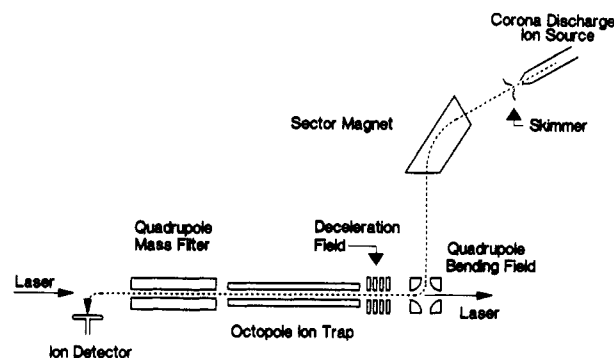 Corona Discharge
Ion Source
Sector Magnet
Skimmer
Quadrupole
Mass Filter
Deceleration
Field
Quadrupole
Bending Field
Laser
Laser
Octopole Ion Trap
Ion Detector